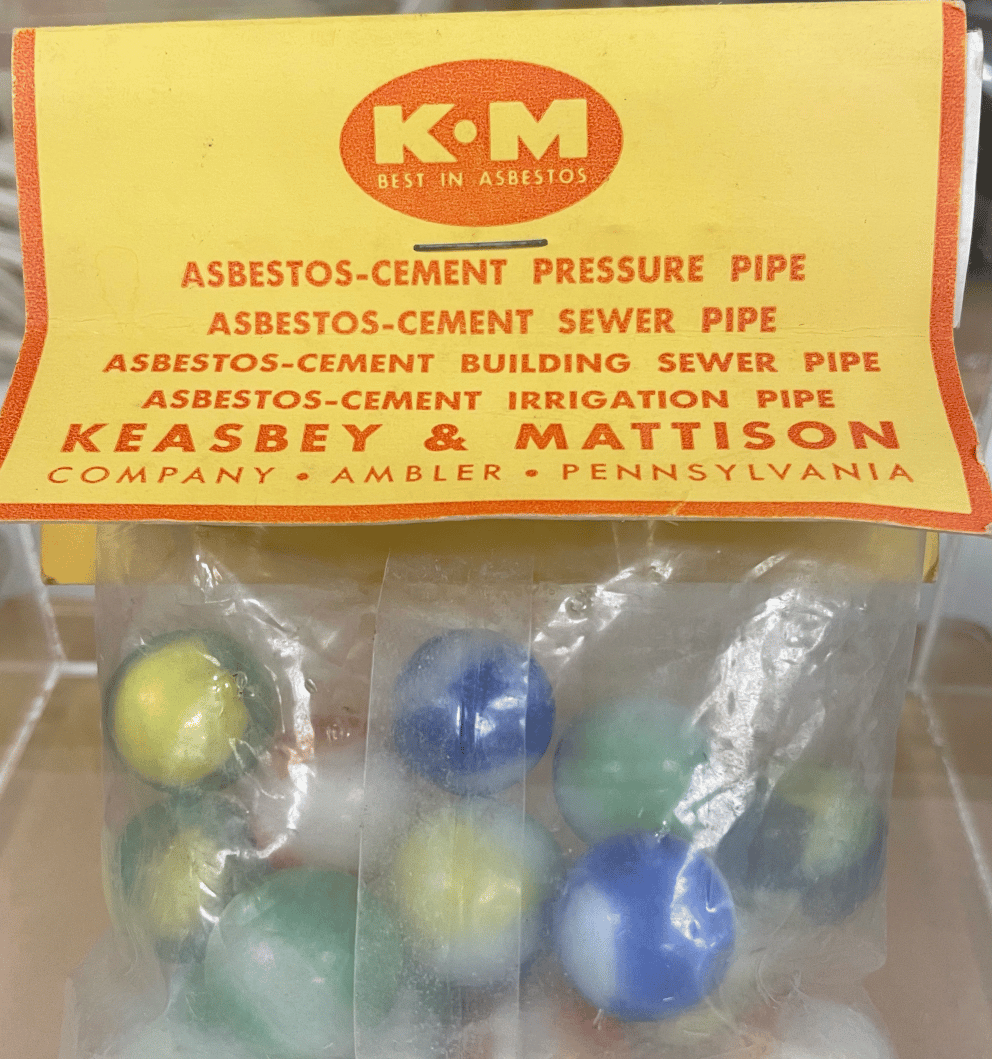 K•M
BEST IN ASBESTOS
ASBESTOS-CEMENT PRESSURE PIPE
ASBESTOS-CEMENT SEWER PIPE
ASBESTOS-CEMENT BUILDING SEWER PIPE
ASBESTOS-CEMENT IRRIGATION PIPE
KEASBEY & MATTISON
COMPANY • AMBLER • PENNSYLVANIA